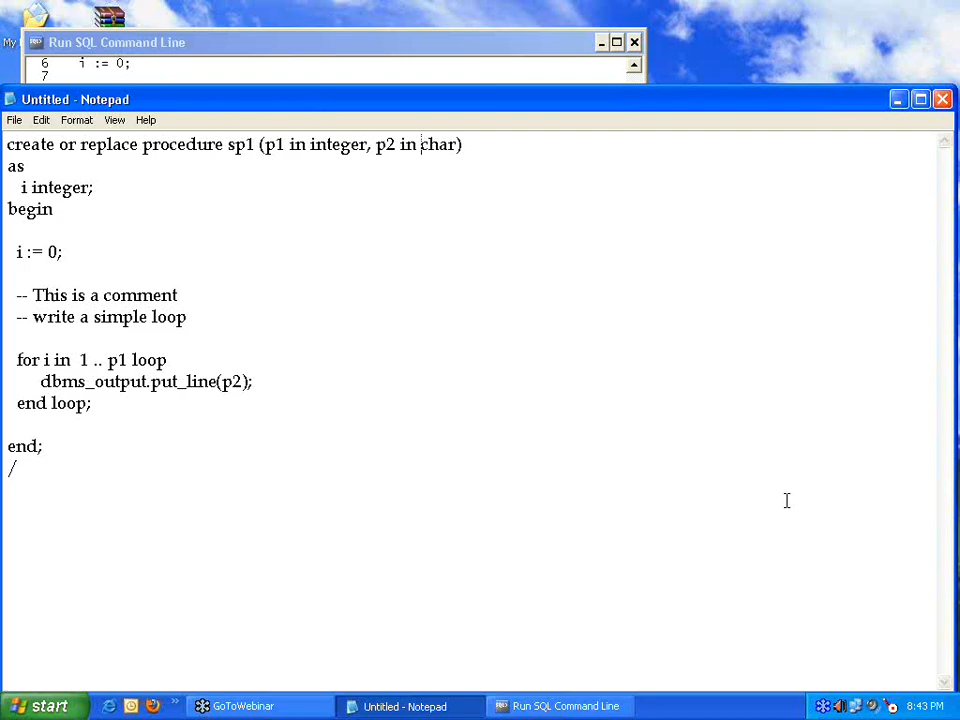 My
Run SQL Command Line
6 i := 0;
7
Untitled - Notepad
File Edit Format View Help
create or replace procedure sp1 (p1 in integer, p2 in char)
as
i integer;
begin
i := 0;
-- This is a comment
-- write a simple loop
for i in 1 .. p1 loop
dbms_output.put_line(p2);
end loop;
end;
/
start
GoToWebinar
Untitled - Notepad
Run SQL Command Line
8:43 PM